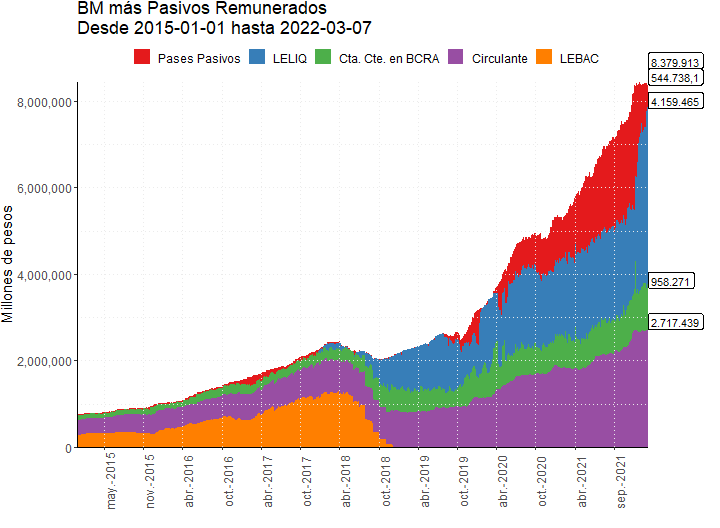 BM más Pasivos Remunerados
Desde 2015-01-01 hasta 2022-03-07
Pases Pasivos
LELIQ
Cta. Cte. en BCRA
Circulante
LEBAC
8.379.913
544.738,1
4.159.465
958.271
2.717.439
Millones de pesos
8,000,000
6,000,000
4,000,000
2,000,000
0
may.-2015
nov.-2015
abr.-2016
oct.-2016
abr.-2017
oct.-2017
abr.-2018
oct.-2018
abr.-2019
oct.-2019
abr.-2020
oct.-2020
abr.-2021
sep.-2021